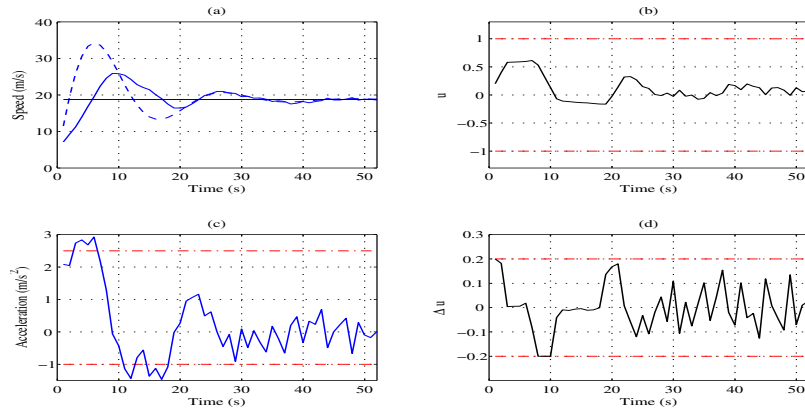 (a)
40
30
20
10
0
Speed (m/s)
0 10 20 30 40 50
Time (s)
(b)
1
0.5
0
−0.5
−1
u
0 10 20 30 40 50
Time (s)
(c)
3
2
1
0
−1
Acceleration (m/s²)
0 10 20 30 40 50
Time (s)
(d)
0.3
0.2
0.1
0
−0.1
−0.2
−0.3
Δ u
0 10 20 30 40 50
Time (s)